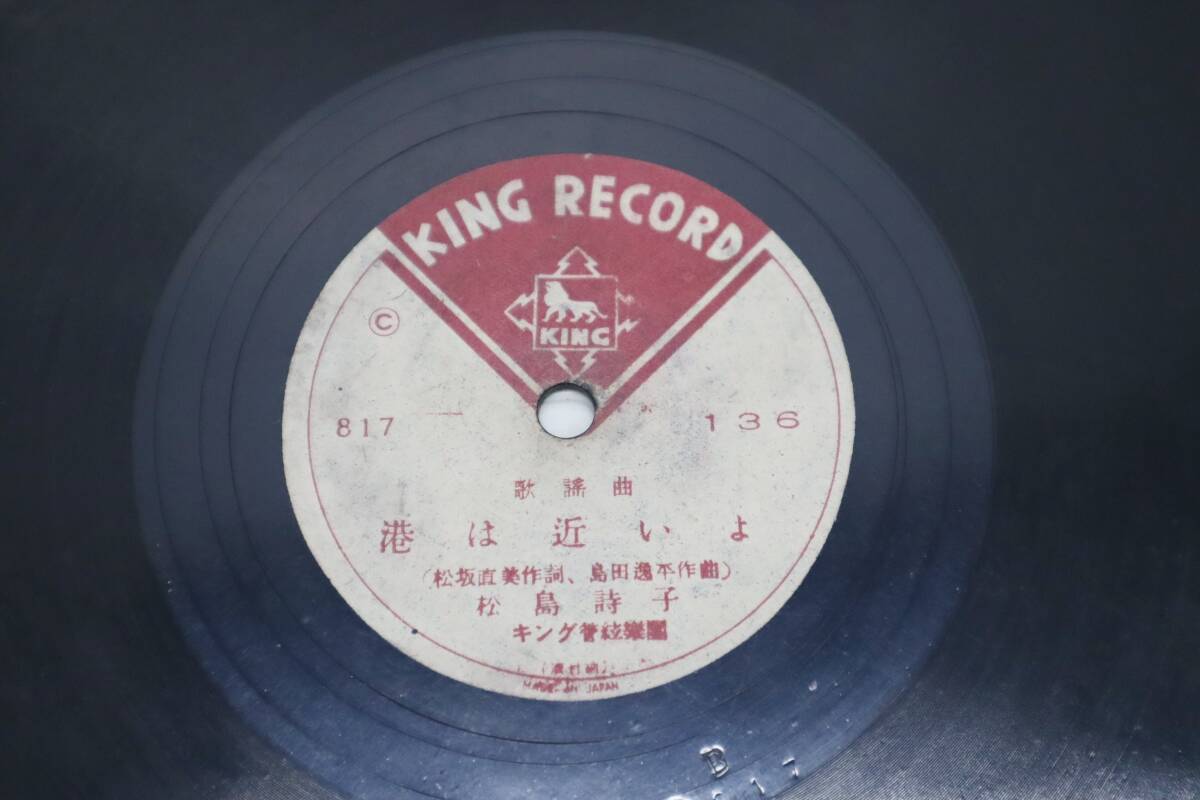 KING RECORD
KING
©
817
136
歌謡曲
港は近いよ
(松坂直美作詞、島田逸平作曲)
松島詩子
キング管絃樂團
MADE IN JAPAN
B
17